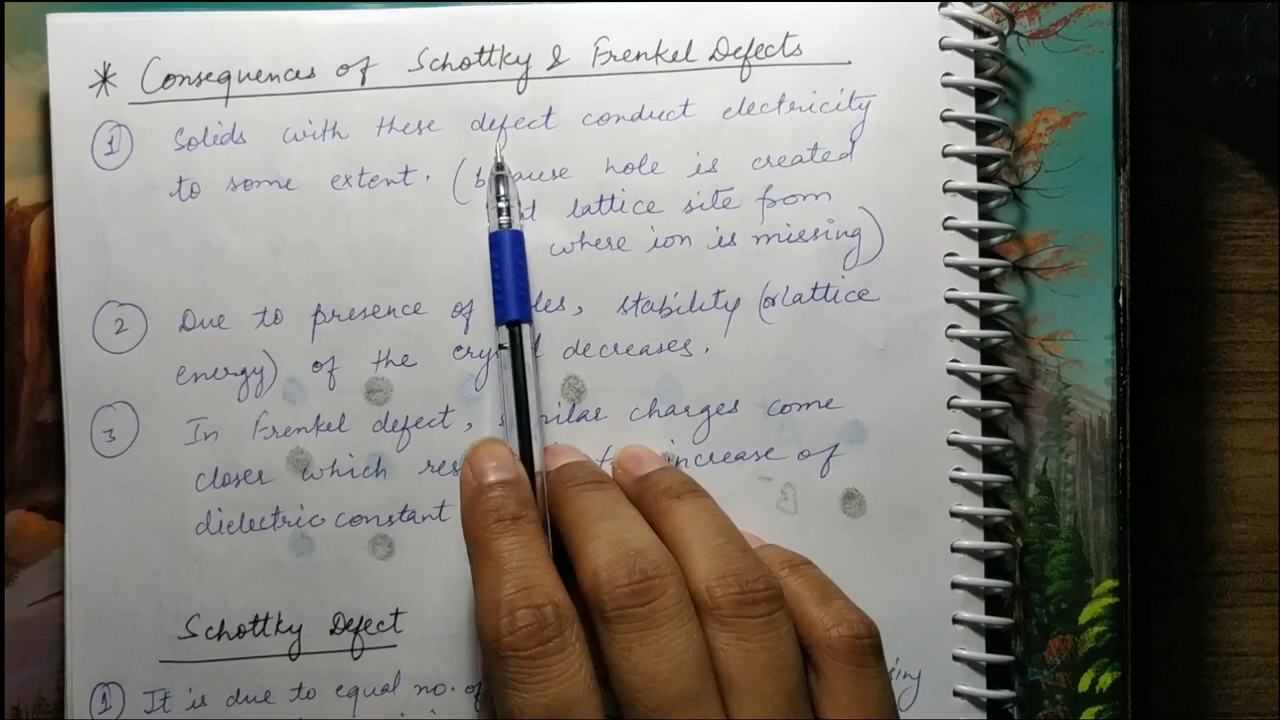 * Consequences of Schottky & Frenkel Defects
① Solids with these defect conduct electricity
to some extent. (because hole is created
lattice site from
where ion is missing)
② Due to presence of holes, stability (or lattice
energy) of the crystal decreases.
③ In Frenkel defect, similar charges come
closer which increase of
dielectric constant
Schottky Defect
① It is due to equal no. of